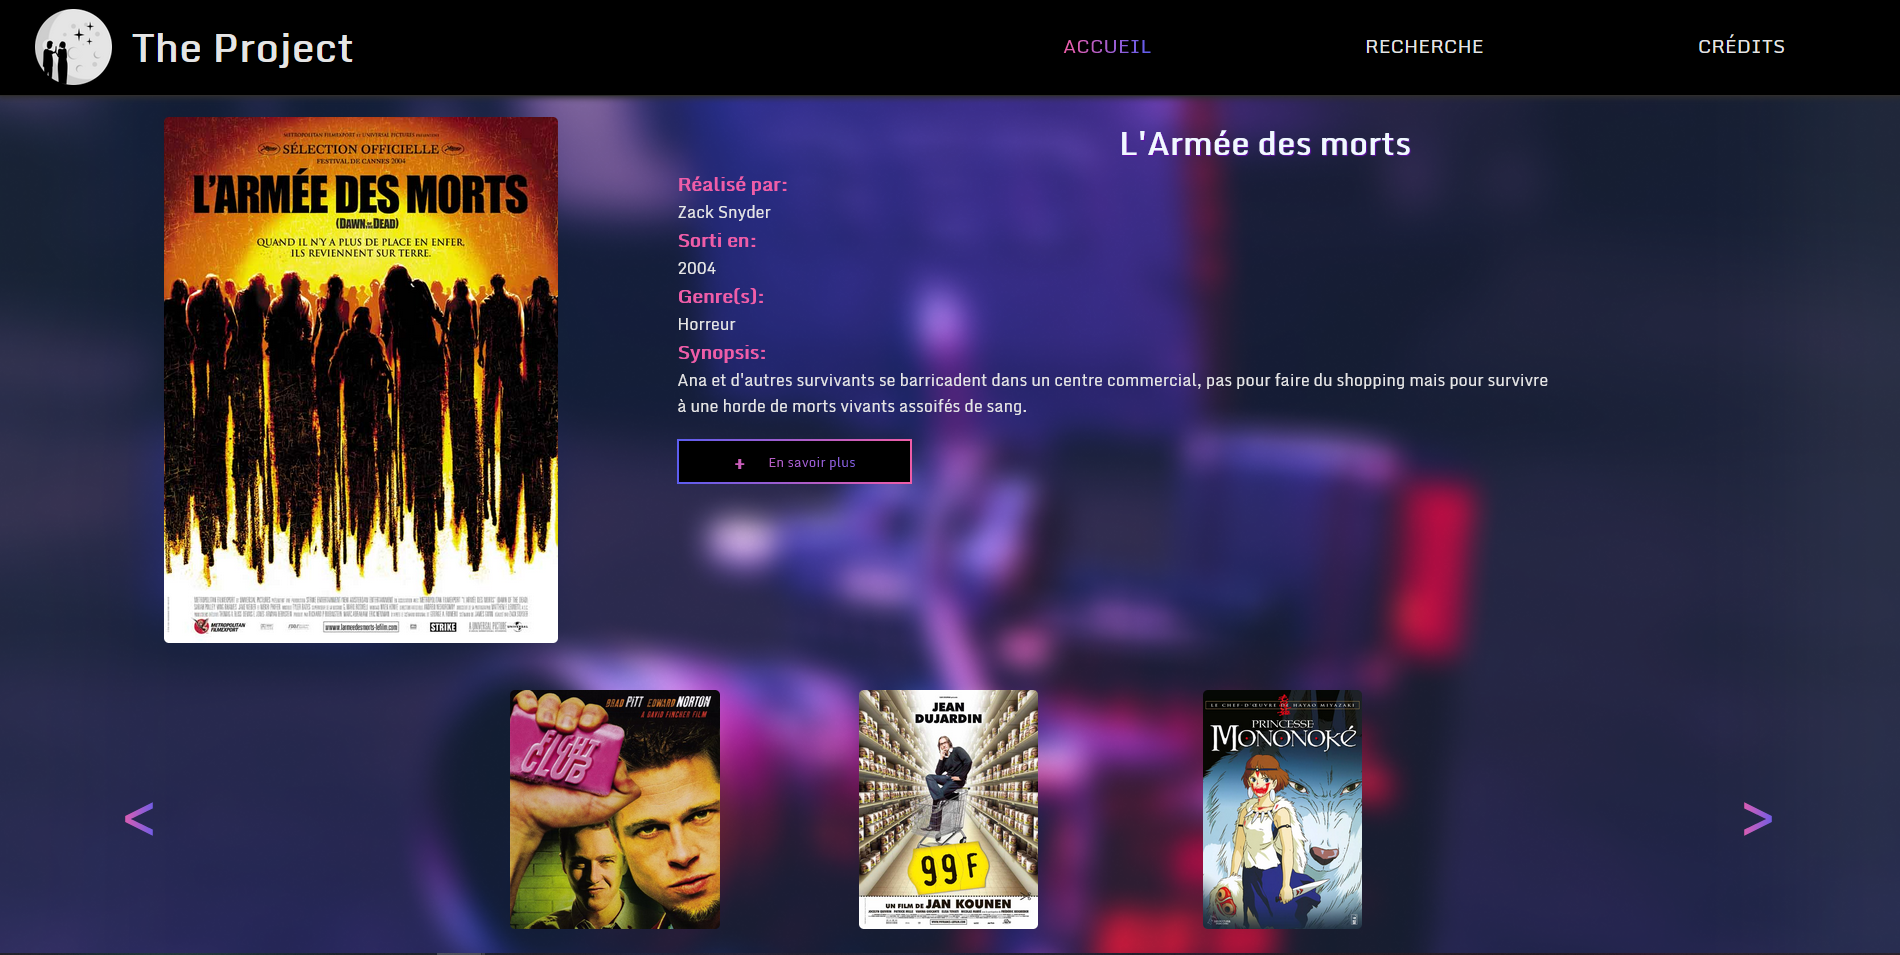 The Project
ACCUEIL
RECHERCHE
CRÉDITS
METROPOLITAN FILMEXPORT ET UNIVERSAL PICTURES PRÉSENTENT
SÉLECTION OFFICIELLE
FESTIVAL DE CANNES 2004
L'ARMÉE DES MORTS
(DAWN OF THE DEAD)
QUAND IL N'Y A PLUS DE PLACE EN ENFER,
ILS REVIENNENT SUR TERRE.
METROPOLITAN
FILMEXPORT
www.larmeedesmorts-lefilm.com
STRIKE
A UNIVERSAL PICTURE
UNIVERSAL
L'Armée des morts
Réalisé par:
Zack Snyder
Sorti en:
2004
Genre(s):
Horreur
Synopsis:
Ana et d'autres survivants se barricadent dans un centre commercial, pas pour faire du shopping mais pour survivre
à une horde de morts vivants assoifés de sang.
+ En savoir plus
<
BRAD PITT EDWARD NORTON
A DAVID FINCHER FILM
FIGHT
CLUB
JEAN
DUJARDIN
99 F
UN FILM DE JAN KOUNEN
LE CHEF-D'ŒUVRE DE HAYAO MIYAZAKI
PRINCESSE
MONONOKÉ
>